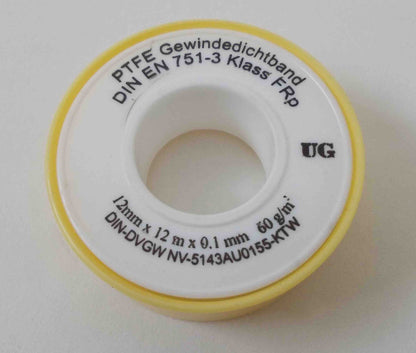 PTFE Gewindedichtband
DIN EN 751-3 Klass FRp
UG
12mm x 12 m x 0.1 mm 60 g/m²
DIN-DVGW NV-5143AU0155-KTW